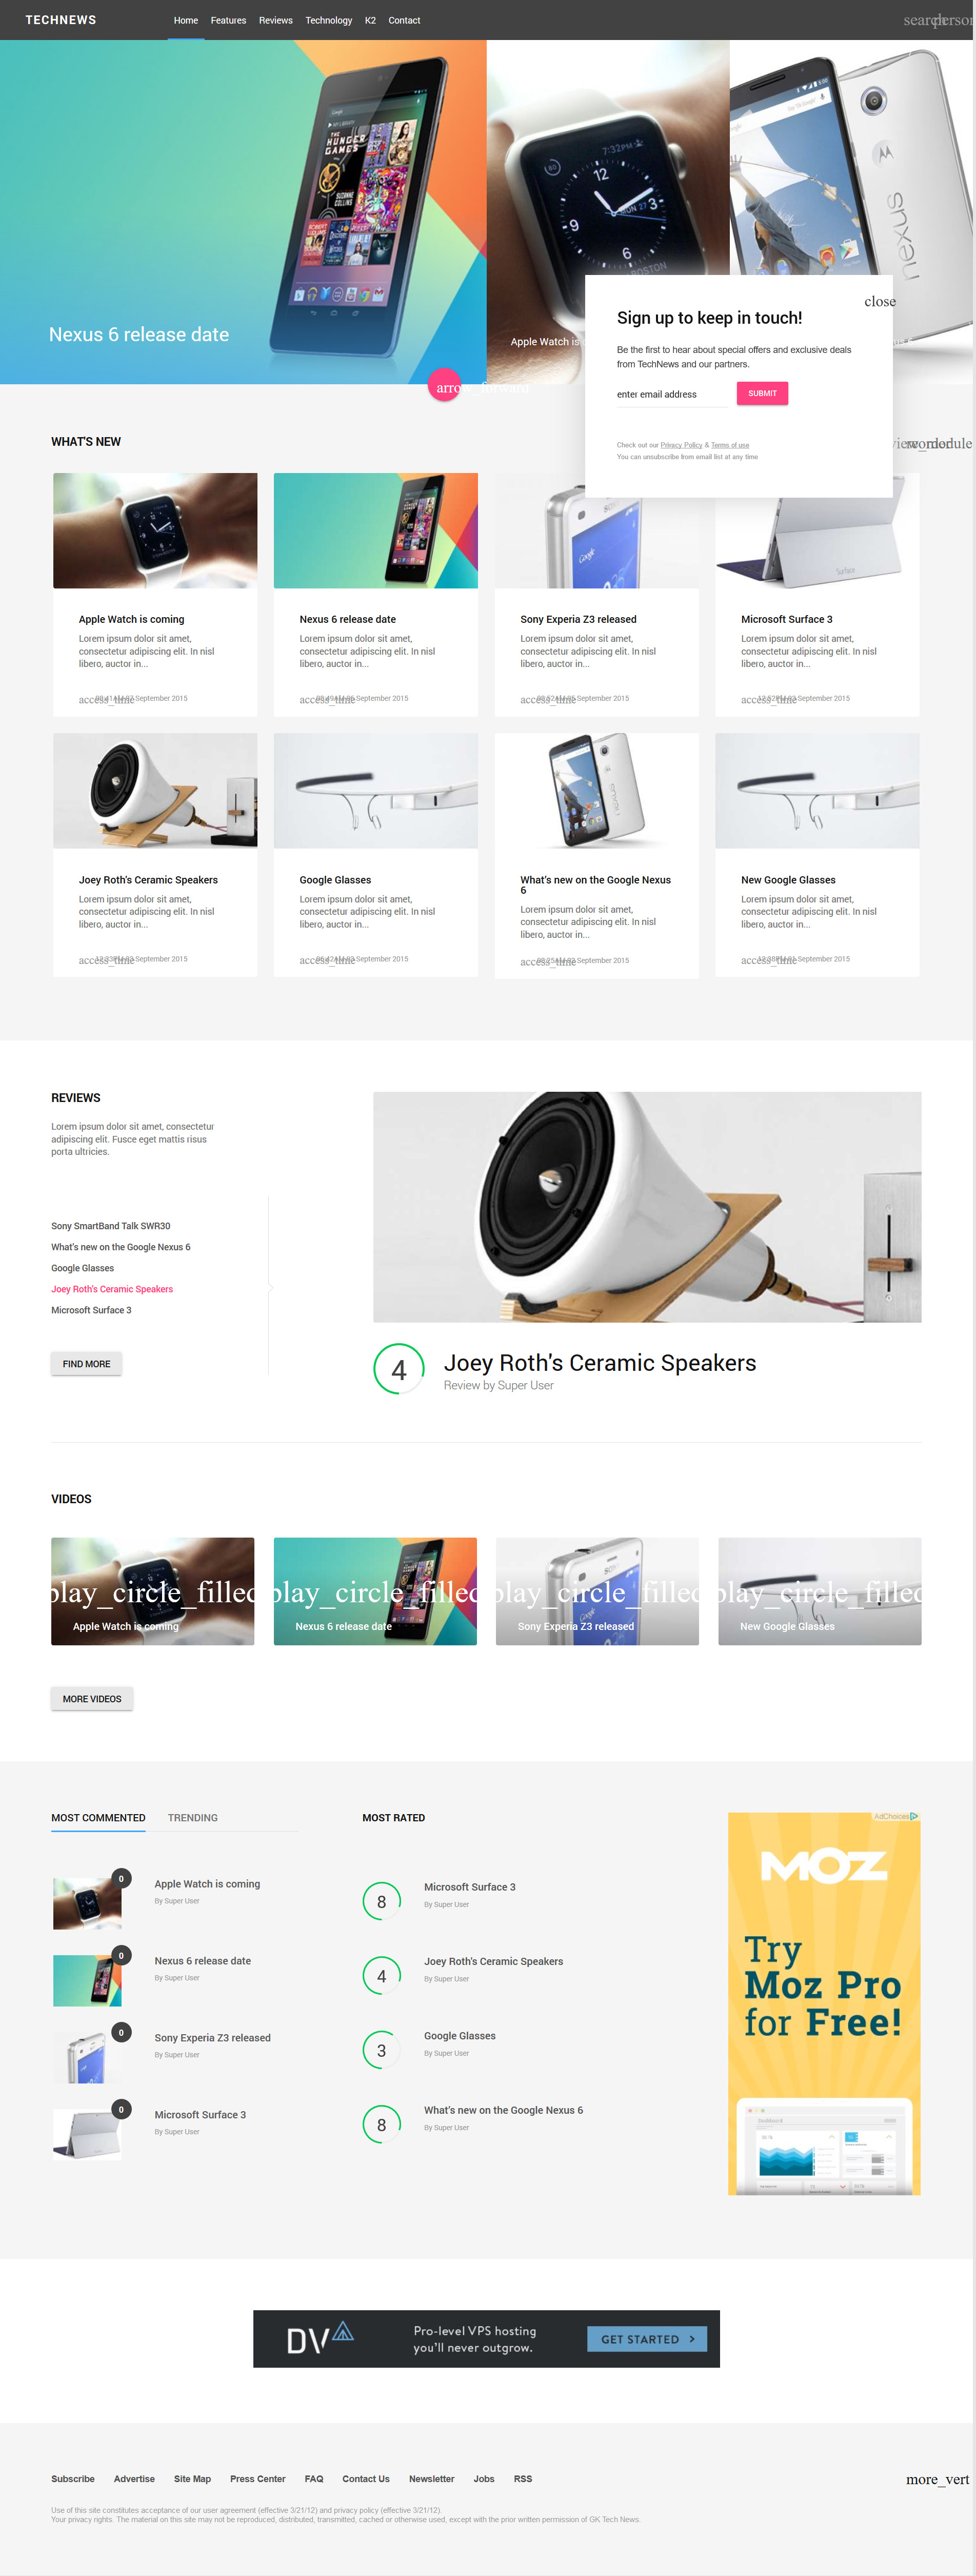 TECHNEWS
Home Features Reviews Technology K2 Contact
search
7:32PM
MON 27
BOSTON
THE HUNGER GAMES
SUZANNE COLLINS
nexus
Nexus 6 release date
Apple Watch is
arrow_forward
close
Sign up to keep in touch!
Be the first to hear about special offers and exclusive deals
from TechNews and our partners.
enter email address
SUBMIT
Check out our Privacy Policy & Terms of use
You can unsubscribe from email list at any time
WHAT'S NEW
Apple Watch is coming
Lorem ipsum dolor sit amet,
consectetur adipiscing elit. In nisl
libero, auctor in...
access_time September 2015
Nexus 6 release date
Lorem ipsum dolor sit amet,
consectetur adipiscing elit. In nisl
libero, auctor in...
access_time September 2015
Google
Sony Experia Z3 released
Lorem ipsum dolor sit amet,
consectetur adipiscing elit. In nisl
libero, auctor in...
access_time September 2015
Surface
Microsoft Surface 3
Lorem ipsum dolor sit amet,
consectetur adipiscing elit. In nisl
libero, auctor in...
access_time September 2015
Joey Roth's Ceramic Speakers
Lorem ipsum dolor sit amet,
consectetur adipiscing elit. In nisl
libero, auctor in...
access_time September 2015
Google Glasses
Lorem ipsum dolor sit amet,
consectetur adipiscing elit. In nisl
libero, auctor in...
access_time September 2015
What's new on the Google Nexus
6
Lorem ipsum dolor sit amet,
consectetur adipiscing elit. In nisl
libero, auctor in...
access_time September 2015
New Google Glasses
Lorem ipsum dolor sit amet,
consectetur adipiscing elit. In nisl
libero, auctor in...
access_time September 2015
REVIEWS
Lorem ipsum dolor sit amet, consectetur
adipiscing elit. Fusce eget mattis risus
porta ultricies.
Sony SmartBand Talk SWR30
What's new on the Google Nexus 6
Google Glasses
Joey Roth's Ceramic Speakers
Microsoft Surface 3
FIND MORE
4
Joey Roth's Ceramic Speakers
Review by Super User
VIDEOS
play_circle_filled
Apple Watch is coming
play_circle_filled
Nexus 6 release date
play_circle_filled
Sony Experia Z3 released
play_circle_filled
New Google Glasses
MORE VIDEOS
MOST COMMENTED TRENDING
0
Apple Watch is coming
By Super User
0
Nexus 6 release date
By Super User
0
Sony Experia Z3 released
By Super User
0
Microsoft Surface 3
By Super User
MOST RATED
8
Microsoft Surface 3
By Super User
4
Joey Roth's Ceramic Speakers
By Super User
3
Google Glasses
By Super User
8
What's new on the Google Nexus 6
By Super User
AdChoices
MOZ
Try
Moz Pro
for Free!
Dashboard
DV
Pro-level VPS hosting
you'll never outgrow.
GET STARTED >
Subscribe Advertise Site Map Press Center FAQ Contact Us Newsletter Jobs RSS
more_vert
Use of this site constitutes acceptance of our user agreement (effective 3/21/12) and privacy policy (effective 3/21/12).
Your privacy rights. The material on this site may not be reproduced, distributed, transmitted, cached or otherwise used, except with the prior written permission of GK Tech News.